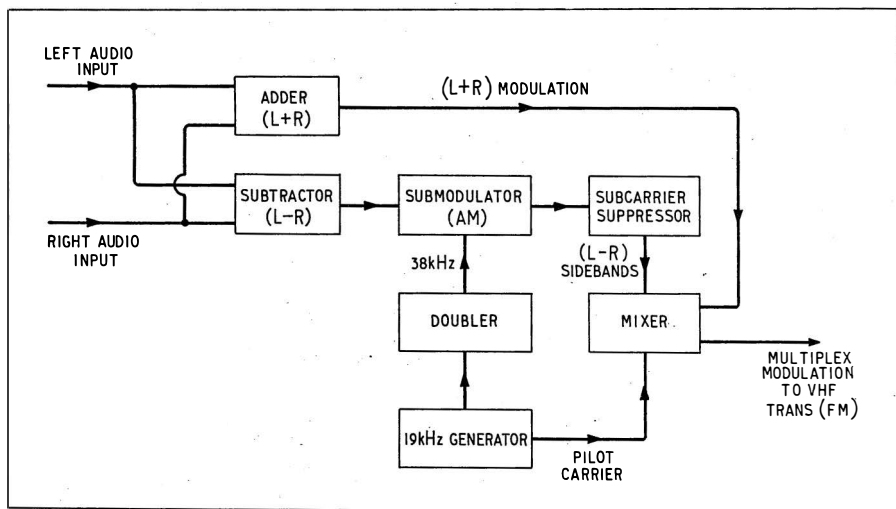 LEFT AUDIO
INPUT
ADDER
(L+R)
(L+R) MODULATION
SUBTRACTOR
(L−R)
SUBMODULATOR
(AM)
SUBCARRIER
SUPPRESSOR
RIGHT AUDIO
INPUT
38kHz
(L−R)
SIDEBANDS
DOUBLER
MIXER
MULTIPLEX
MODULATION
TO VHF
TRANS (FM)
19kHz GENERATOR
PILOT
CARRIER